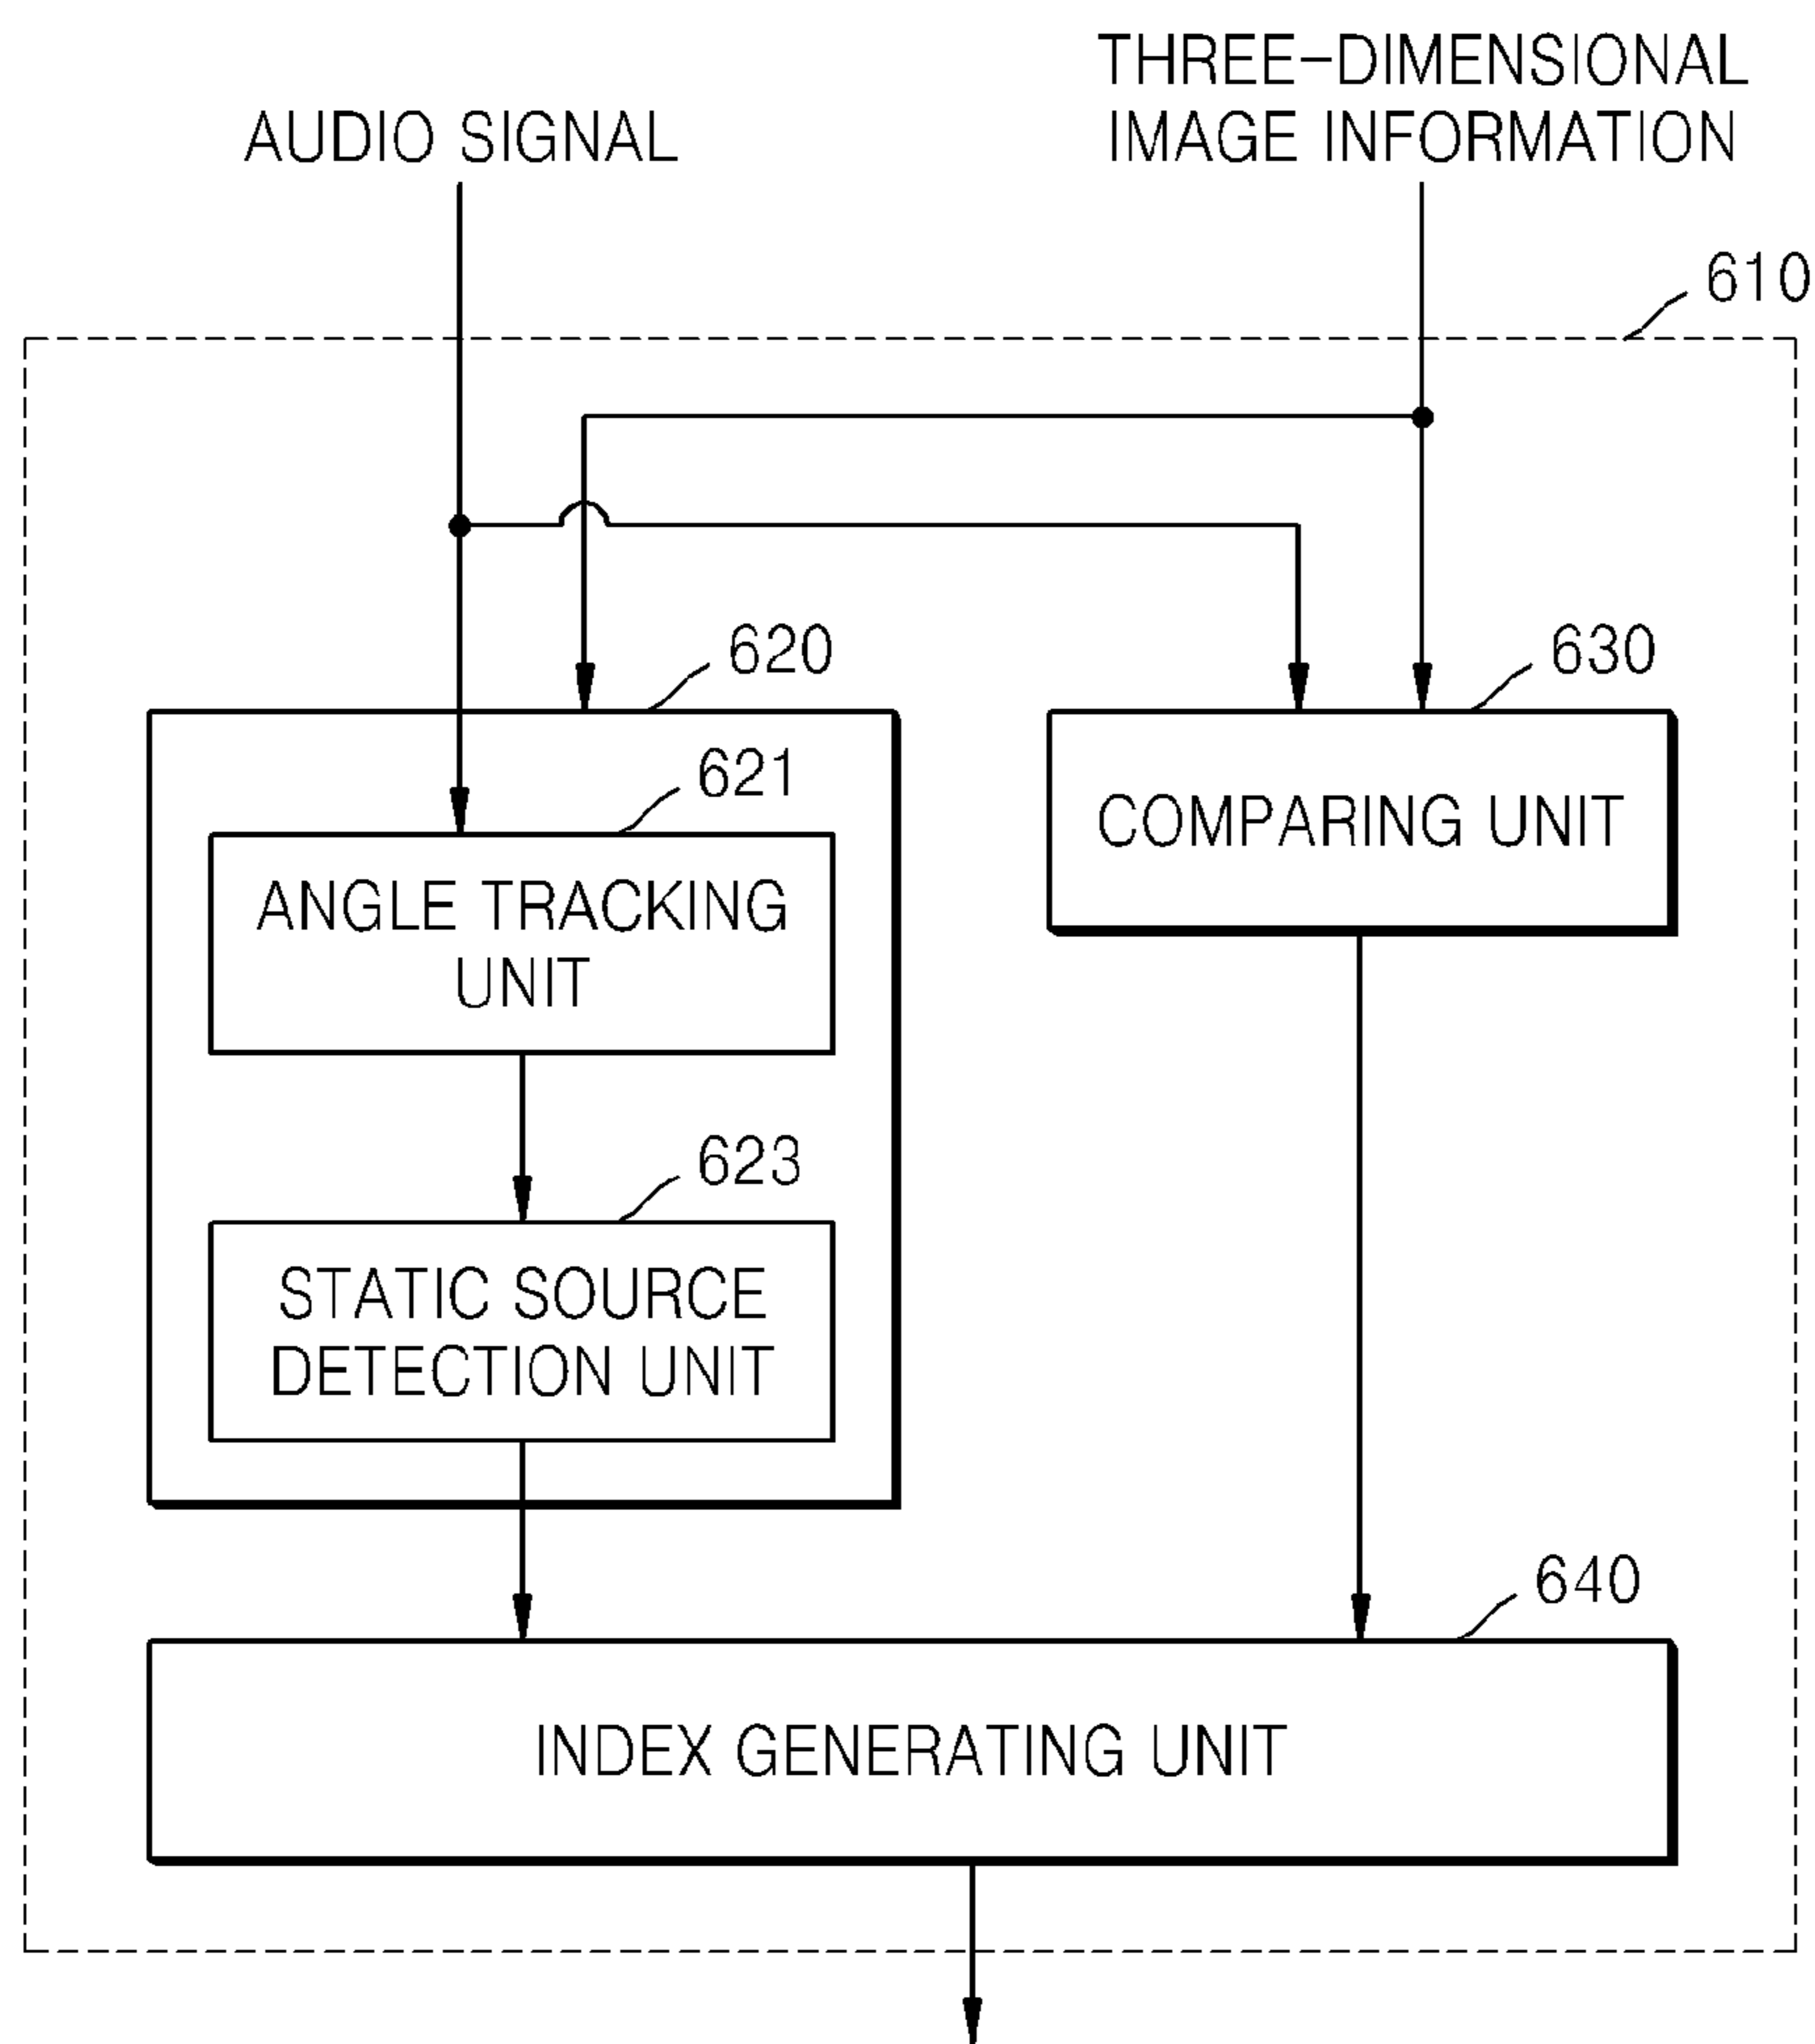 THREE-DIMENSIONAL
IMAGE INFORMATION
AUDIO SIGNAL
610
620
630
621
COMPARING UNIT
ANGLE TRACKING
UNIT
623
STATIC SOURCE
DETECTION UNIT
640
INDEX GENERATING UNIT